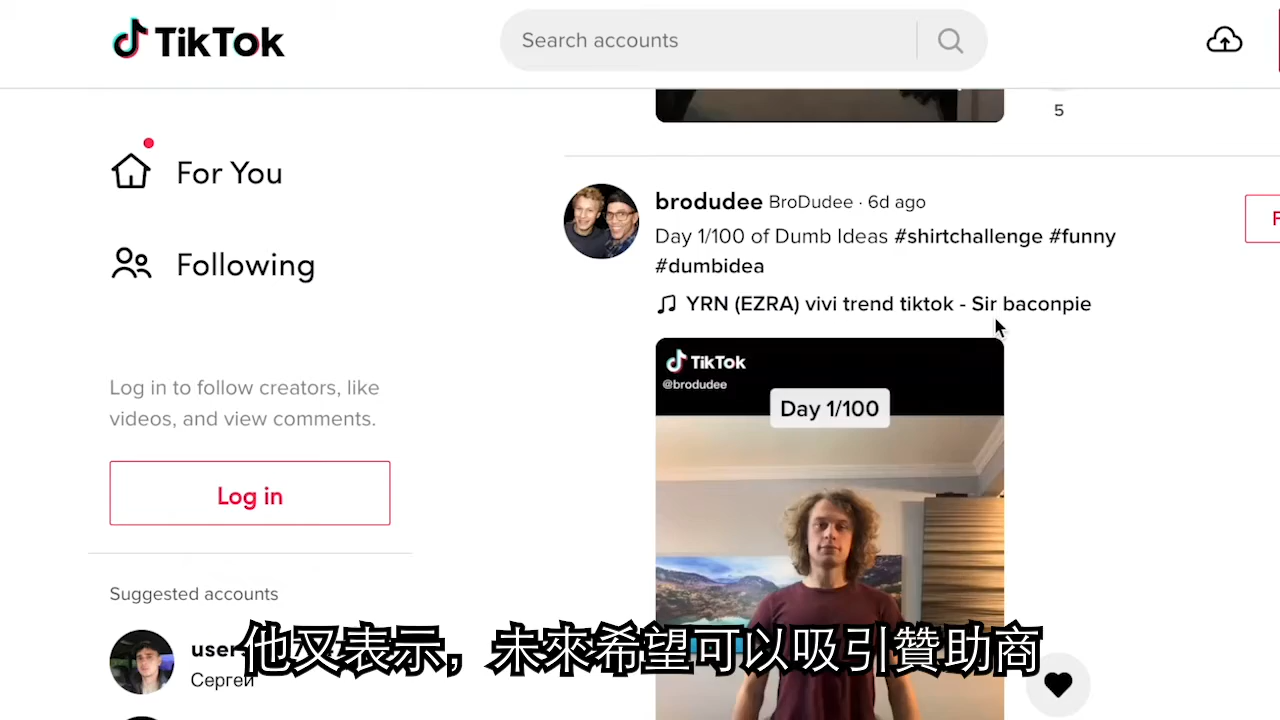 TikTok
Search accounts
5
For You
Following
brodudee BroDudee · 6d ago
Day 1/100 of Dumb Ideas #shirtchallenge #funny
#dumbidea
YRN (EZRA) vivi trend tiktok - Sir baconpie
Log in to follow creators, like
videos, and view comments.
Log in
TikTok
@brodudee
Day 1/100
Suggested accounts
Сергей
他又表示，未來希望可以吸引贊助商